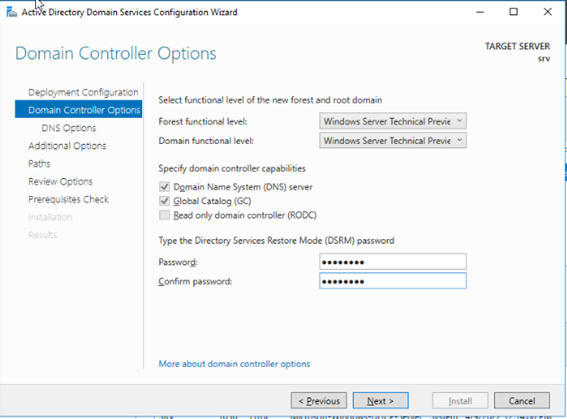 Active Directory Domain Services Configuration Wizard
Domain Controller Options
TARGET SERVER
srv
Deployment Configuration
Domain Controller Options
DNS Options
Additional Options
Paths
Review Options
Prerequisites Check
Installation
Results
Select functional level of the new forest and root domain
Forest functional level: Windows Server Technical Previe
Domain functional level: Windows Server Technical Previe
Specify domain controller capabilities
Domain Name System (DNS) server
Global Catalog (GC)
Read only domain controller (RODC)
Type the Directory Services Restore Mode (DSRM) password
Password: ●●●●●●●●
Confirm password: ●●●●●●●●
More about domain controller options
< Previous Next > Install Cancel